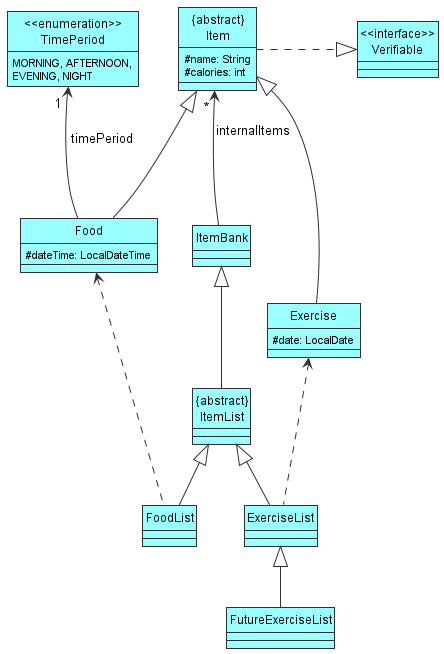 <<enumeration>>
TimePeriod
MORNING, AFTERNOON,
EVENING, NIGHT
{abstract}
Item
#name: String
#calories: int
<<interface>>
Verifiable
1
*
timePeriod
internalItems
Food
#dateTime: LocalDateTime
ItemBank
Exercise
#date: LocalDate
{abstract}
ItemList
FoodList
ExerciseList
FutureExerciseList